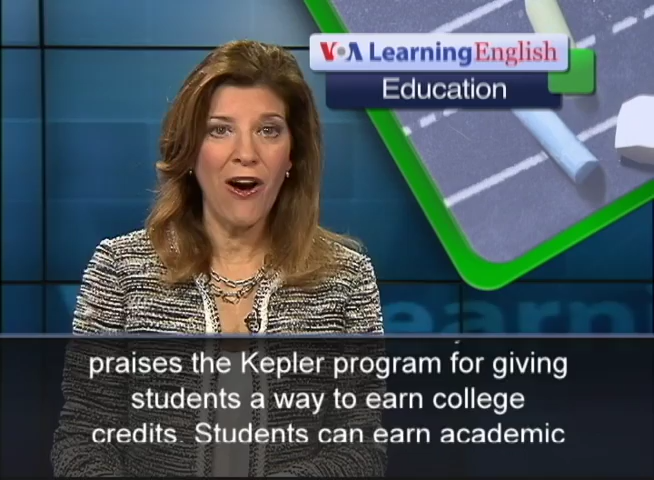 VOA LearningEnglish
Education
earni
praises the Kepler program for giving
students a way to earn college
credits. Students can earn academic